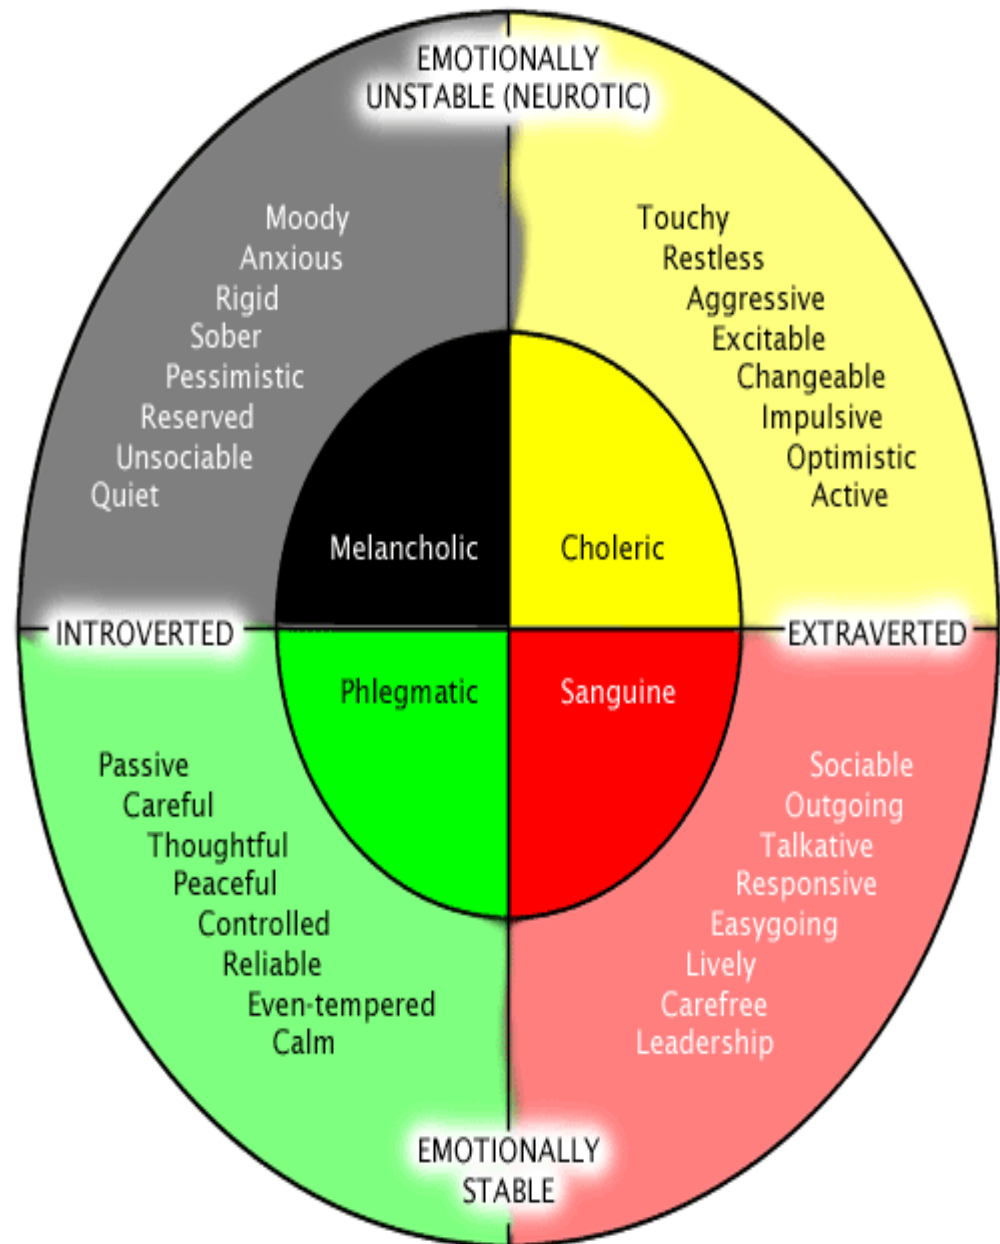 EMOTIONALLY
UNSTABLE (NEUROTIC)
Moody
Anxious
Rigid
Sober
Pessimistic
Reserved
Unsociable
Quiet
Touchy
Restless
Aggressive
Excitable
Changeable
Impulsive
Optimistic
Active
Melancholic
Choleric
INTROVERTED
EXTRAVERTED
Phlegmatic
Sanguine
Passive
Careful
Thoughtful
Peaceful
Controlled
Reliable
Even-tempered
Calm
Sociable
Outgoing
Talkative
Responsive
Easygoing
Lively
Carefree
Leadership
EMOTIONALLY
STABLE